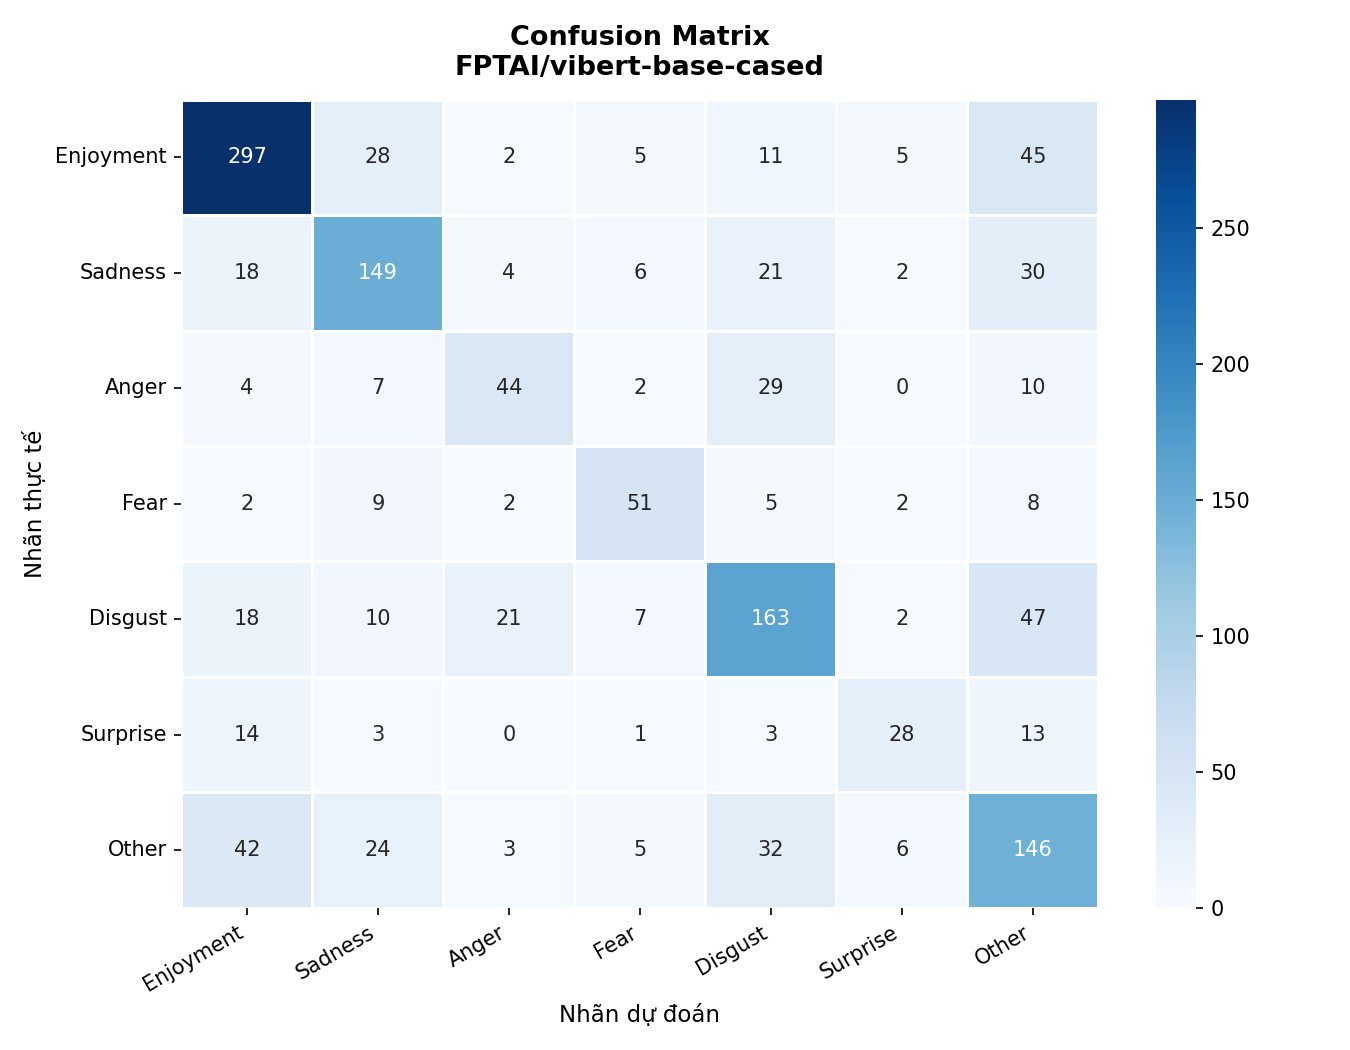 Confusion Matrix
FPTAI/vibert-base-cased
Nhãn thực tế
Enjoyment 297 28 2 5 11 5 45
Sadness 18 149 4 6 21 2 30
Anger 4 7 44 2 29 0 10
Fear 2 9 2 51 5 2 8
Disgust 18 10 21 7 163 2 47
Surprise 14 3 0 1 3 28 13
Other 42 24 3 5 32 6 146
Enjoyment Sadness Anger Fear Disgust Surprise Other
Nhãn dự đoán
250
200
150
100
50
0